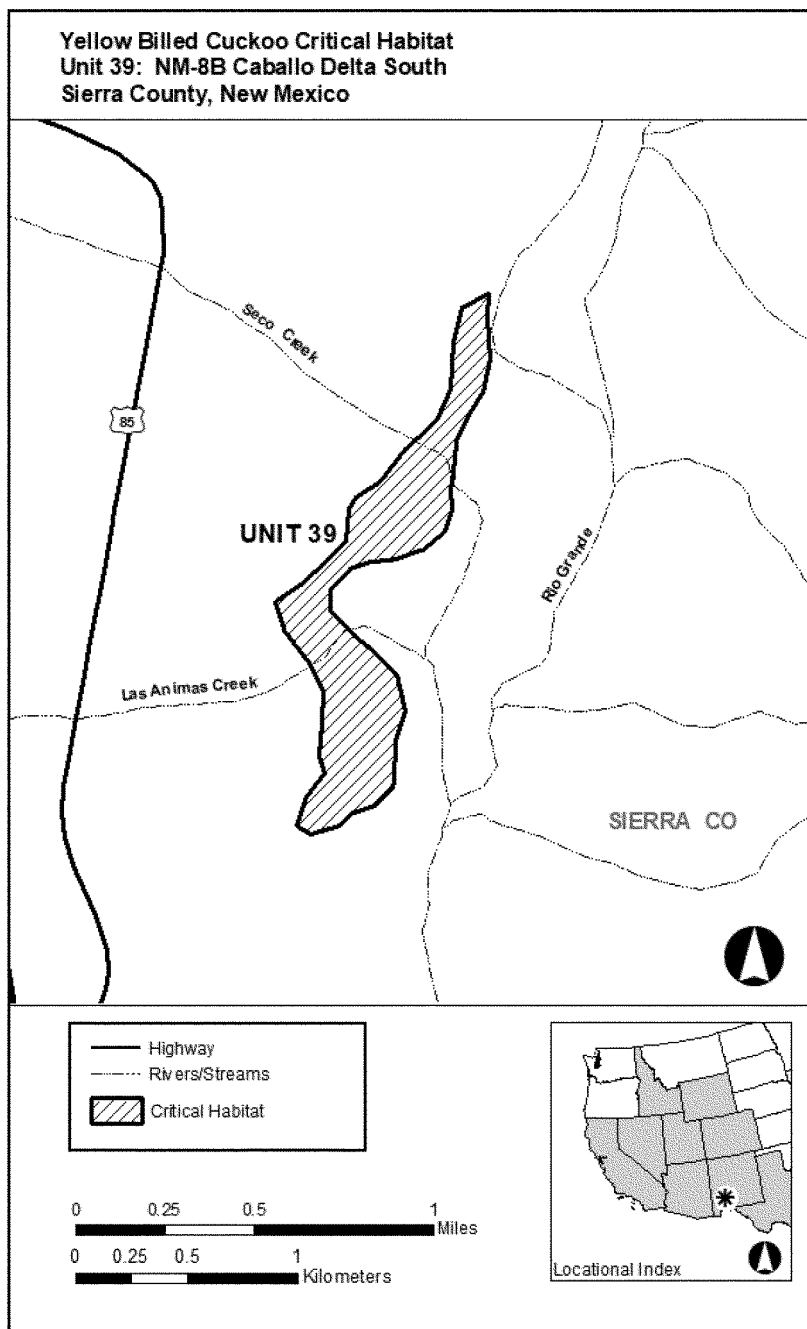 Yellow Billed Cuckoo Critical Habitat
Unit 39: NM-8B Caballo Delta South
Sierra County, New Mexico
Seco Creek
85
UNIT 39
Rio Grande
Las Animas Creek
SIERRA CO
Highway
Rivers/Streams
Critical Habitat
0 0.25 0.5 1
Miles
0 0.25 0.5 1
Kilometers
Locational Index